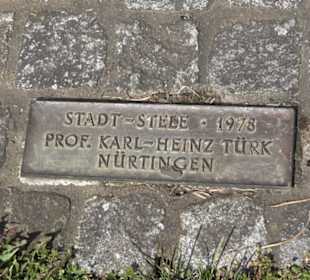 STADT-STELE · 1978
PROF. KARL-HEINZ TÜRK
NÜRTINGEN